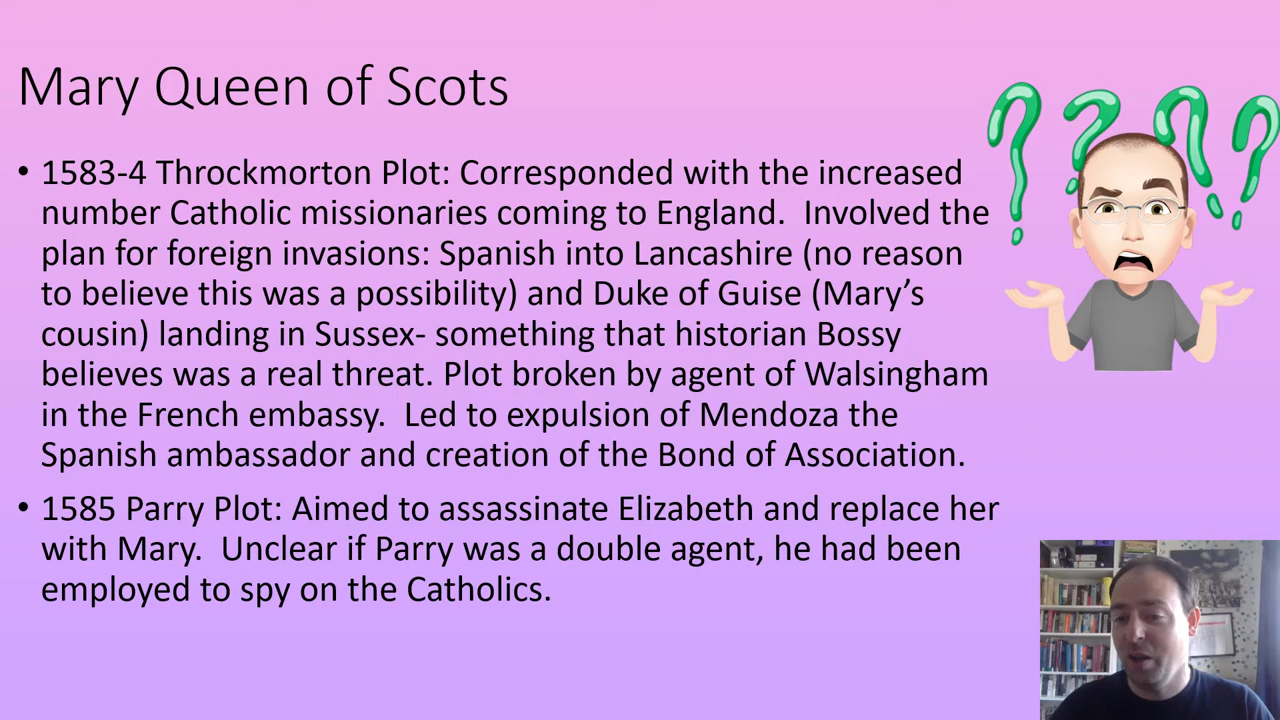 Mary Queen of Scots
• 1583-4 Throckmorton Plot: Corresponded with the increased
number Catholic missionaries coming to England.  Involved the
plan for foreign invasions: Spanish into Lancashire (no reason
to believe this was a possibility) and Duke of Guise (Mary’s
cousin) landing in Sussex- something that historian Bossy
believes was a real threat. Plot broken by agent of Walsingham
in the French embassy.  Led to expulsion of Mendoza the
Spanish ambassador and creation of the Bond of Association.
• 1585 Parry Plot: Aimed to assassinate Elizabeth and replace her
with Mary.  Unclear if Parry was a double agent, he had been
employed to spy on the Catholics.
????